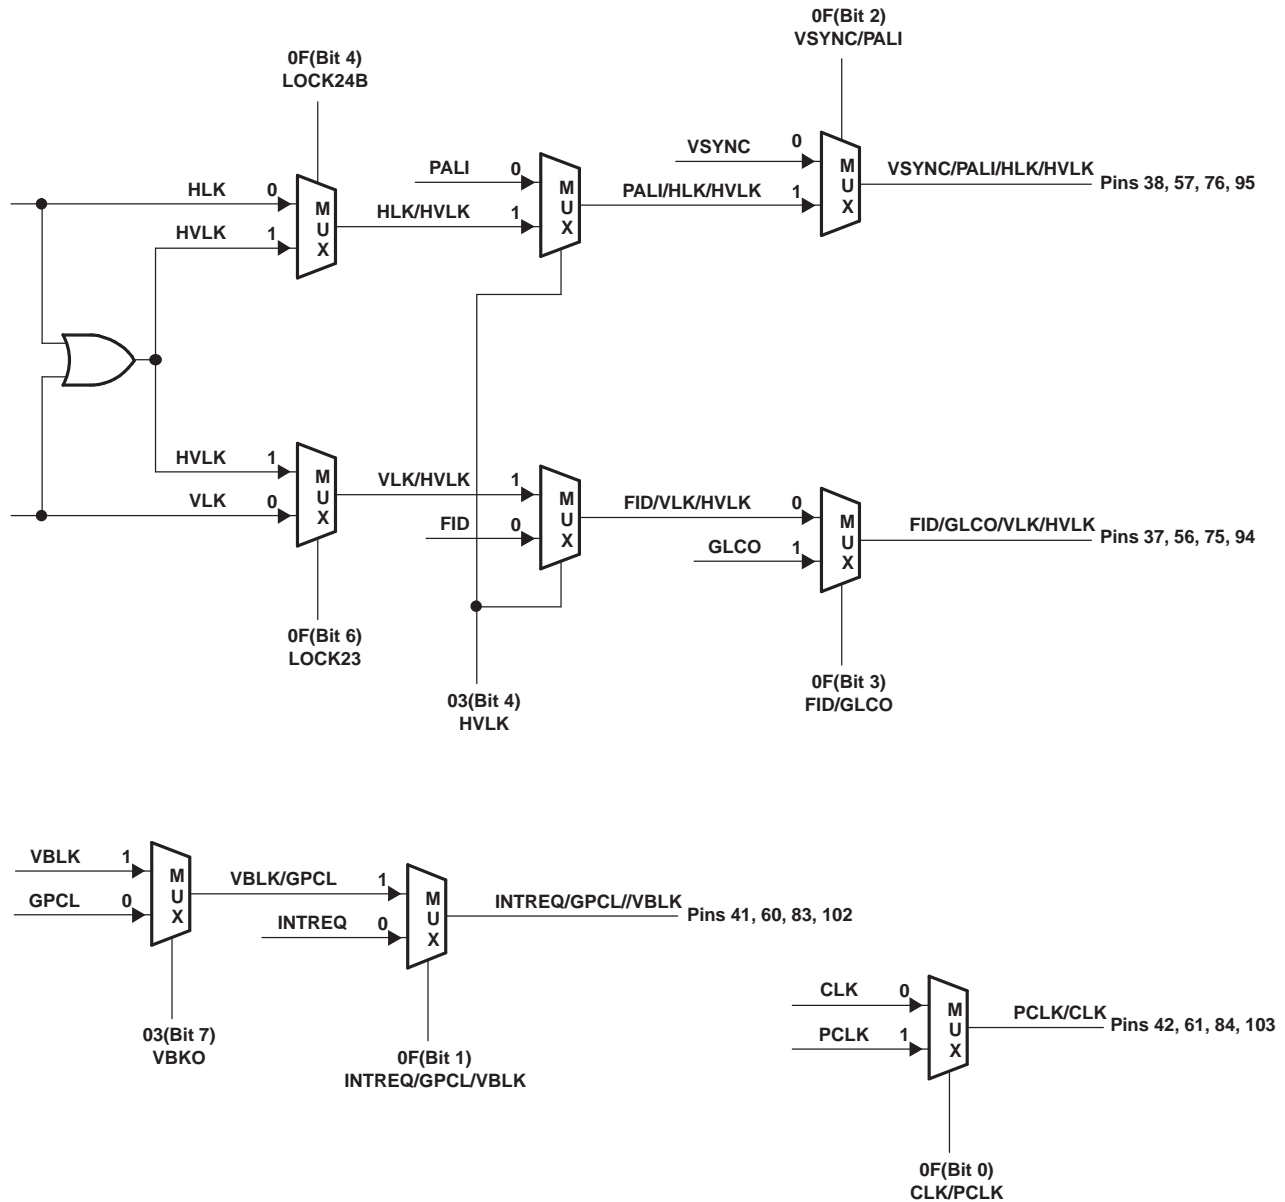 0F(Bit 2)
VSYNC/PALI
0F(Bit 4)
LOCK24B
VSYNC 0
M
U
X
VSYNC/PALI/HLK/HVLK
Pins 38, 57, 76, 95
PALI 0
M
U
X
PALI/HLK/HVLK 1
HLK 0
M
U
X
HLK/HVLK 1
HVLK 1
HVLK 1
M
U
X
VLK/HVLK 1
M
U
X
FID/VLK/HVLK 0
M
U
X
FID/GLCO/VLK/HVLK
Pins 37, 56, 75, 94
VLK 0
FID 0
GLCO 1
0F(Bit 6)
LOCK23
03(Bit 4)
HVLK
0F(Bit 3)
FID/GLCO
VBLK 1
M
U
X
VBLK/GPCL 1
M
U
X
INTREQ/GPCL//VBLK
Pins 41, 60, 83, 102
GPCL 0
INTREQ 0
03(Bit 7)
VBKO
0F(Bit 1)
INTREQ/GPCL/VBLK
CLK 0
M
U
X
PCLK/CLK
Pins 42, 61, 84, 103
PCLK 1
0F(Bit 0)
CLK/PCLK